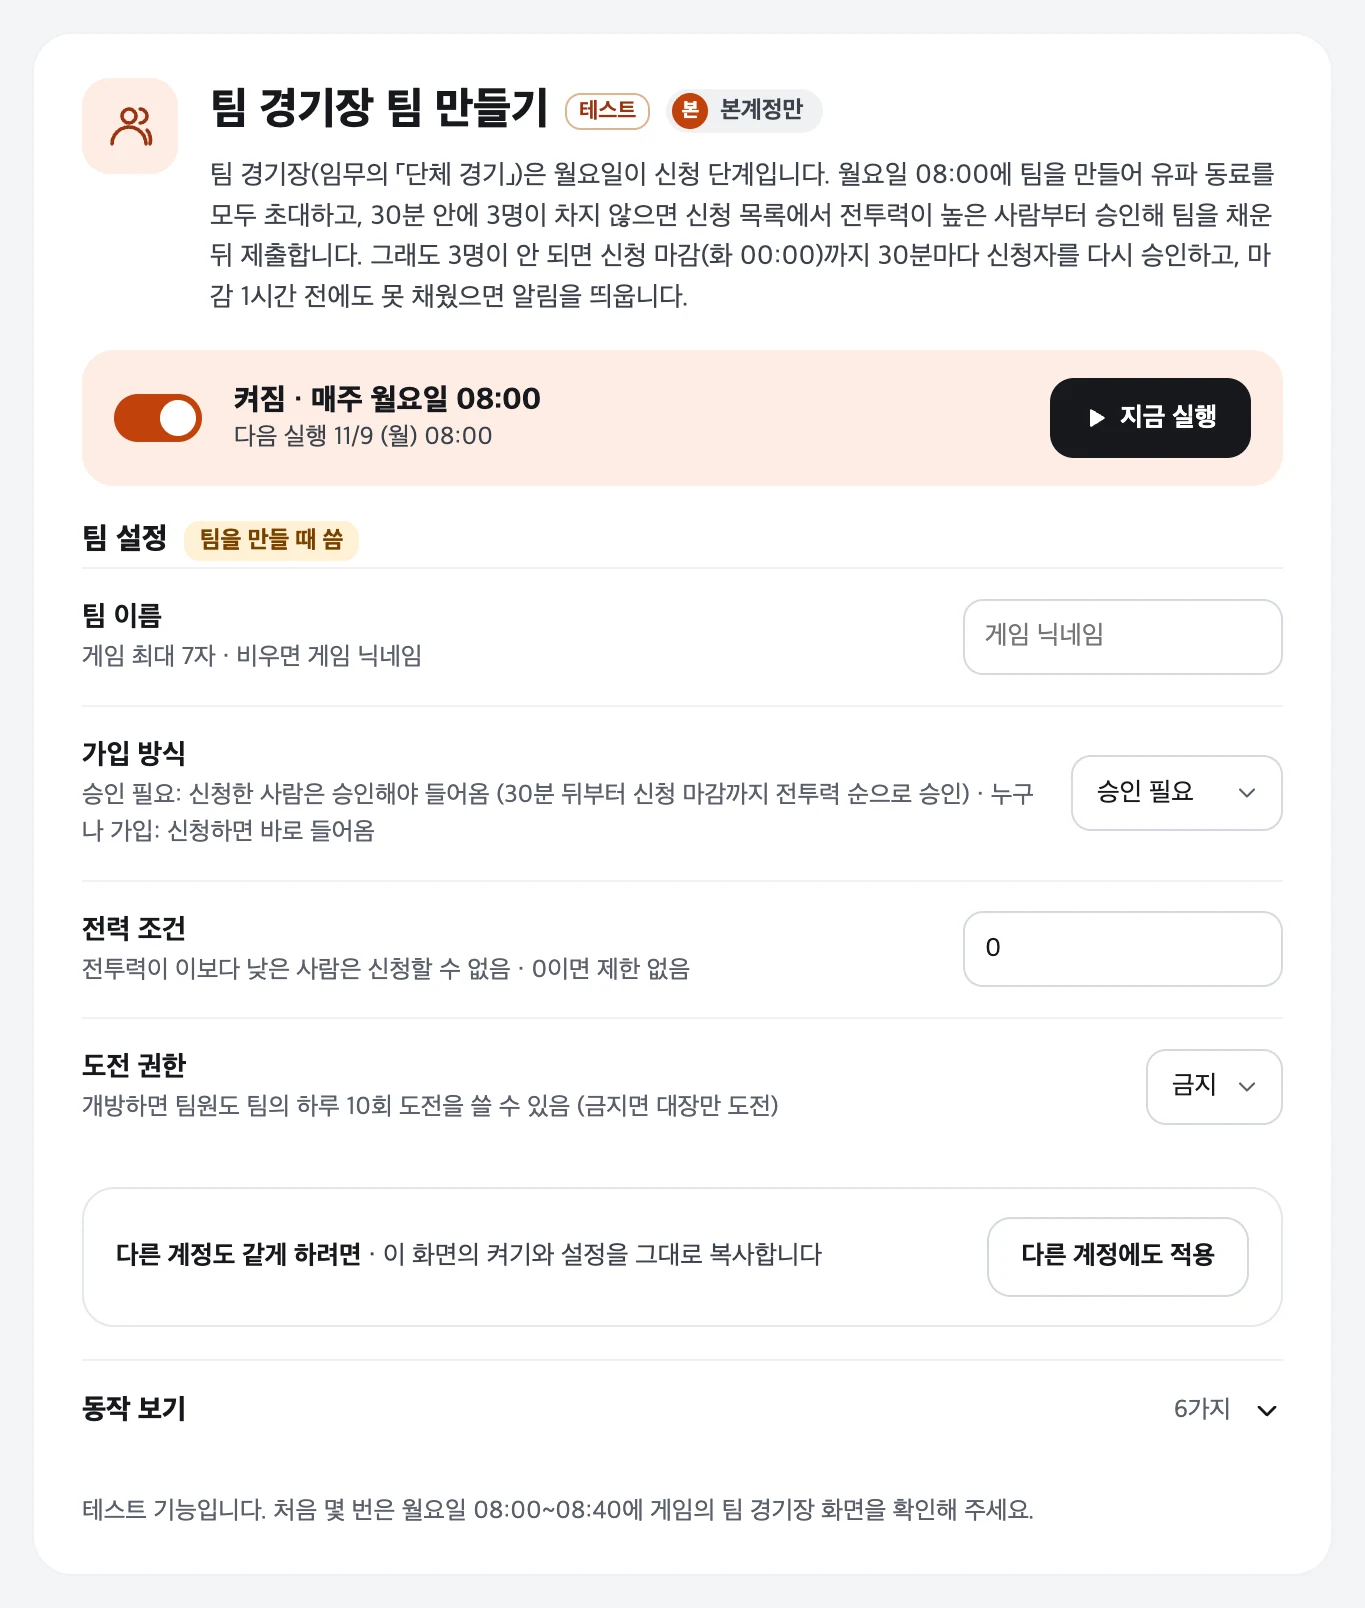 팀 경기장 팀 만들기 테스트 본 본계정만
팀 경기장(임무의 「단체 경기」)은 월요일이 신청 단계입니다. 월요일 08:00에 팀을 만들어 유파 동료를
모두 초대하고, 30분 안에 3명이 차지 않으면 신청 목록에서 전투력이 높은 사람부터 승인해 팀을 채운
뒤 제출합니다. 그래도 3명이 안 되면 신청 마감(화 00:00)까지 30분마다 신청자를 다시 승인하고, 마
감 1시간 전에도 못 채웠으면 알림을 띄웁니다.
켜짐 · 매주 월요일 08:00
다음 실행 11/9 (월) 08:00
지금 실행
팀 설정 팀을 만들 때 씀
팀 이름
게임 최대 7자 · 비우면 게임 닉네임
게임 닉네임
가입 방식
승인 필요: 신청한 사람은 승인해야 들어옴 (30분 뒤부터 신청 마감까지 전투력 순으로 승인) · 누구
나 가입: 신청하면 바로 들어옴
승인 필요
전력 조건
전투력이 이보다 낮은 사람은 신청할 수 없음 · 0이면 제한 없음
0
도전 권한
개방하면 팀원도 팀의 하루 10회 도전을 쓸 수 있음 (금지면 대장만 도전)
금지
다른 계정도 같게 하려면 · 이 화면의 켜기와 설정을 그대로 복사합니다
다른 계정에도 적용
동작 보기
6가지
테스트 기능입니다. 처음 몇 번은 월요일 08:00~08:40에 게임의 팀 경기장 화면을 확인해 주세요.